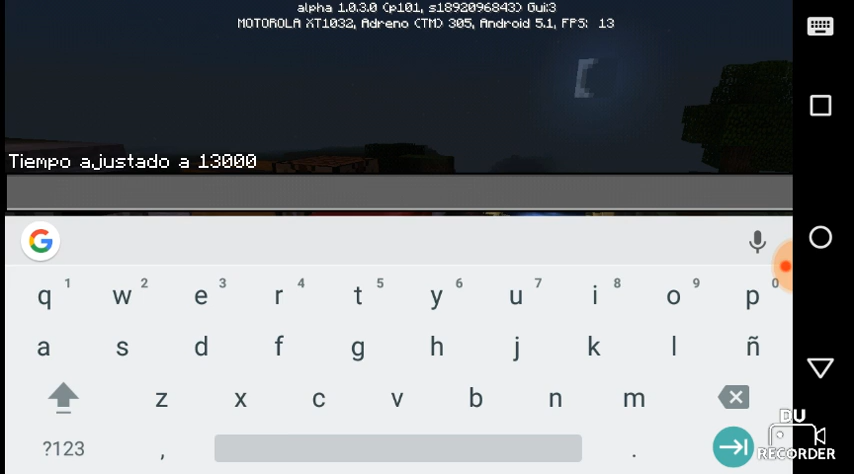 alpha 1.0.3.0 (p101, s1892096843) Gui:3
MOTOROLA XT1032, Adreno (TM) 305, Android 5.1, FPS: 13
Tiempo ajustado a 13000
G
q 1 w 2 e 3 r 4 t 5 y 6 u 7 i 8 o 9 p 0
a s d f g h j k l ñ
z x c v b n m
?123 , .
DU
RECORDER